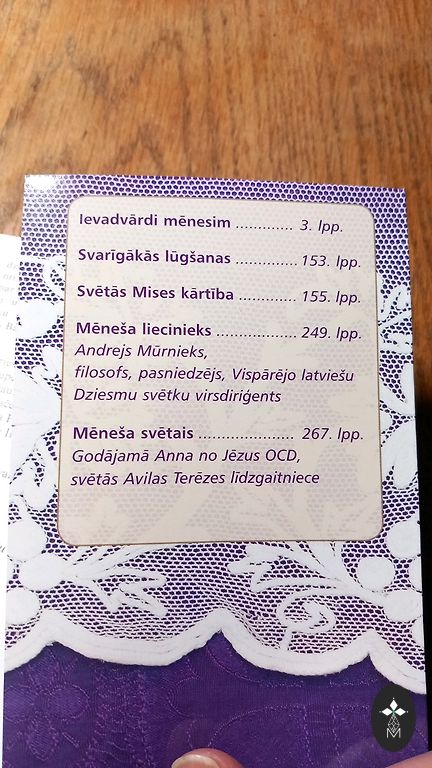 Ievadvārdi mēnesim ............. 3. lpp.
Svarīgākās lūgšanas ............ 153. lpp.
Svētās Mises kārtība ........... 155. lpp.
Mēneša liecinieks ................ 249. lpp.
Andrejs Mūrnieks,
filosofs, pasniedzējs, Vispārējo latviešu
Dziesmu svētku virsdiriģents
Mēneša svētais ................... 267. lpp.
Godājamā Anna no Jēzus OCD,
svētās Avilas Terēzes līdzgaitniece
M